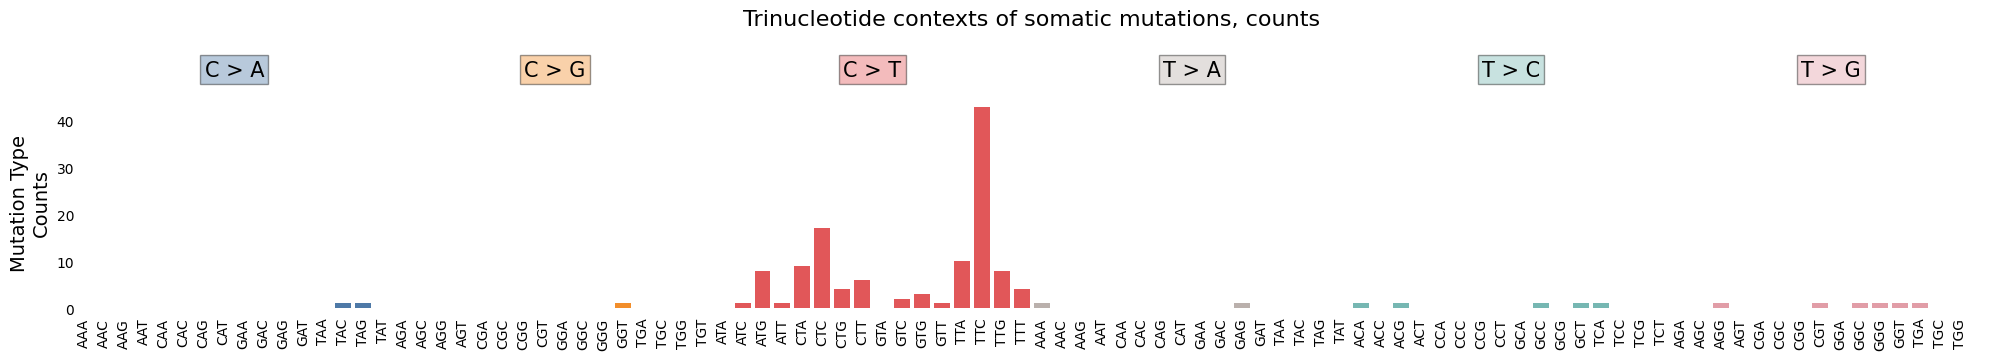 Trinucleotide contexts of somatic mutations, counts
C > A
C > G
C > T
T > A
T > C
T > G
Mutation Type
Counts
40
30
20
10
0
AAA AAC AAG AAT CAA CAC CAG CAT GAA GAC GAG GAT TAA TAC TAG TAT AGA AGC AGG AGT CGA CGC CGG CGT GGA GGC GGG GGT TGA TGC TGG TGT ATA ATC ATG ATT CTA CTC CTG CTT GTA GTC GTG GTT TTA TTC TTG TTT AAA AAC AAG AAT CAA CAC CAG CAT GAA GAC GAG GAT TAA TAC TAG TAT ACA ACC ACG ACT CCA CCC CCG CCT GCA GCC GCG GCT TCA TCC TCG TCT AGA AGC AGG AGT CGA CGC CGG CGT GGA GGC GGG GGT TGA TGC TGG